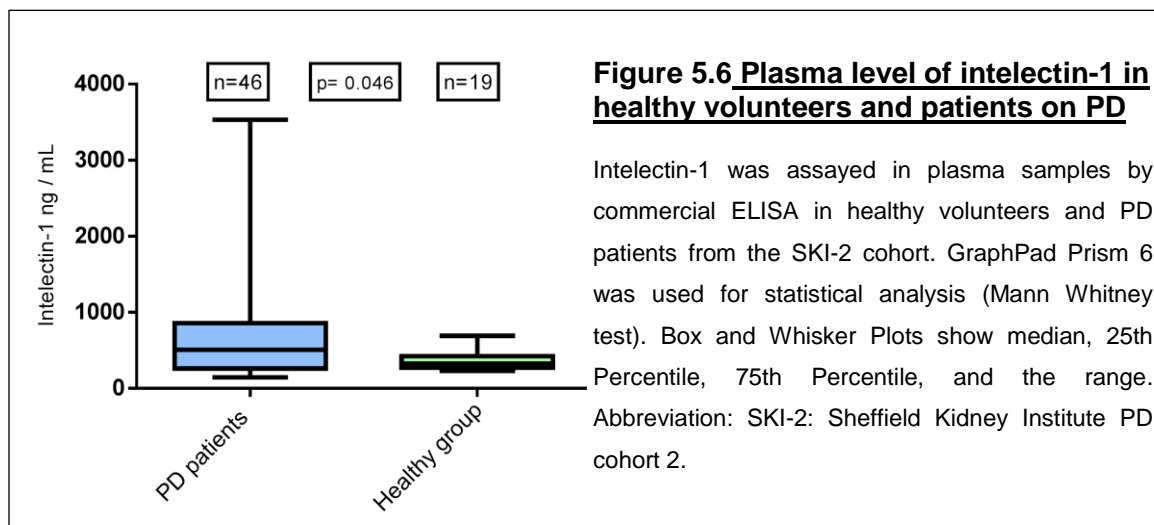 n=46
p= 0.046
n=19
4000
3000
2000
1000
0
Intelectin-1 ng / mL
PD patients
Healthy group
Figure 5.6 Plasma level of intelectin-1 in
healthy volunteers and patients on PD
Intelectin-1 was assayed in plasma samples by
commercial ELISA in healthy volunteers and PD
patients from the SKI-2 cohort. GraphPad Prism 6
was used for statistical analysis (Mann Whitney
test). Box and Whisker Plots show median, 25th
Percentile, 75th Percentile, and the range.
Abbreviation: SKI-2: Sheffield Kidney Institute PD
cohort 2.